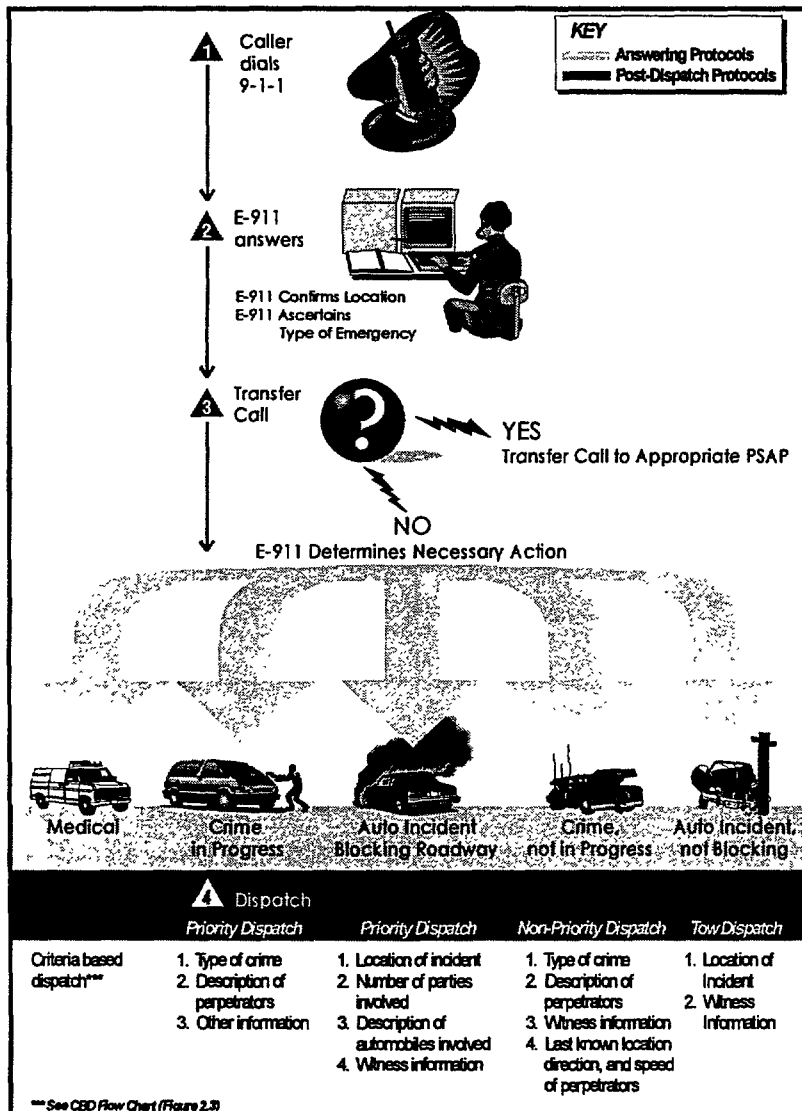 KEY
Answering Protocols
Post-Dispatch Protocols
1
Caller
dials
9-1-1
2
E-911
answers
E-911 Confirms Location
E-911 Ascertains
Type of Emergency
3
Transfer
Call
?
YES
Transfer Call to Appropriate PSAP
NO
E-911 Determines Necessary Action
Medical
Crime
in Progress
Auto Incident
Blocking Roadway
Crime,
not in Progress
Auto Incident,
not Blocking
4 Dispatch
Priority Dispatch
Priority Dispatch
Non-Priority Dispatch
Tow Dispatch
Criteria based
dispatch***
1. Type of crime
2. Description of
perpetrators
3. Other information
1. Location of incident
2. Number of parties
involved
3. Description of
automobiles involved
4. Witness information
1. Type of crime
2. Description of
perpetrators
3. Witness information
4. Last known location
direction, and speed
of perpetrators
1. Location of
Incident
2. Witness
Information
*** See CBD Flow Chart (Figure 2.3)